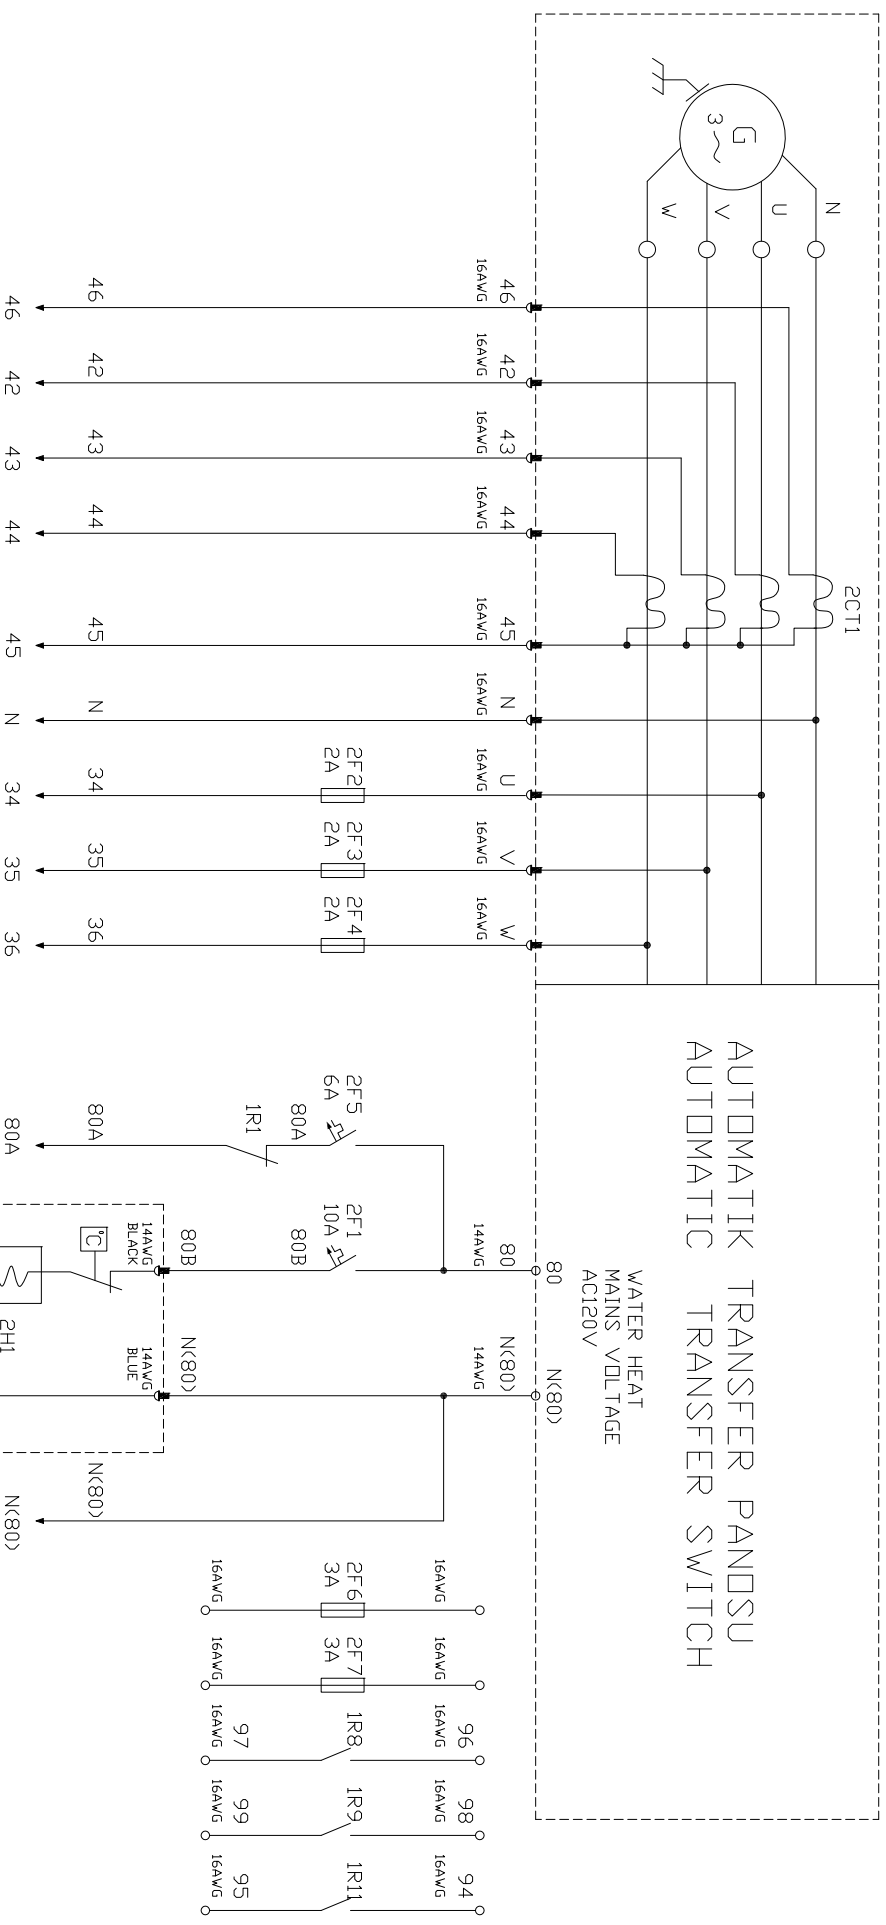 2CT1
N
U
V
W
G
3~
AUTOMATIK TRANSFER PANOSU
AUTOMATIC TRANSFER SWITCH
WATER HEAT
MAINS VOLTAGE
AC120V
80 N(80)
46 42 43 44 45 N U V W 80 N(80)
16AWG 16AWG 16AWG 16AWG 16AWG 16AWG 16AWG 16AWG 16AWG 14AWG 14AWG
96 98 94
16AWG 16AWG 16AWG 16AWG 16AWG
2F2 2F3 2F4 2F5 2F1 2F6 2F7 1R8 1R9 1R11
2A 2A 2A 6A 10A 3A 3A
80A 80B
1R1
97 99 95
16AWG 16AWG 16AWG 16AWG 16AWG
80B N(80)
14AWG 14AWG
BLACK BLUE
46 42 43 44 45 N 34 35 36 80A °C N(80)
46 42 43 44 45 N 34 35 36 80A 2H1 N(80)